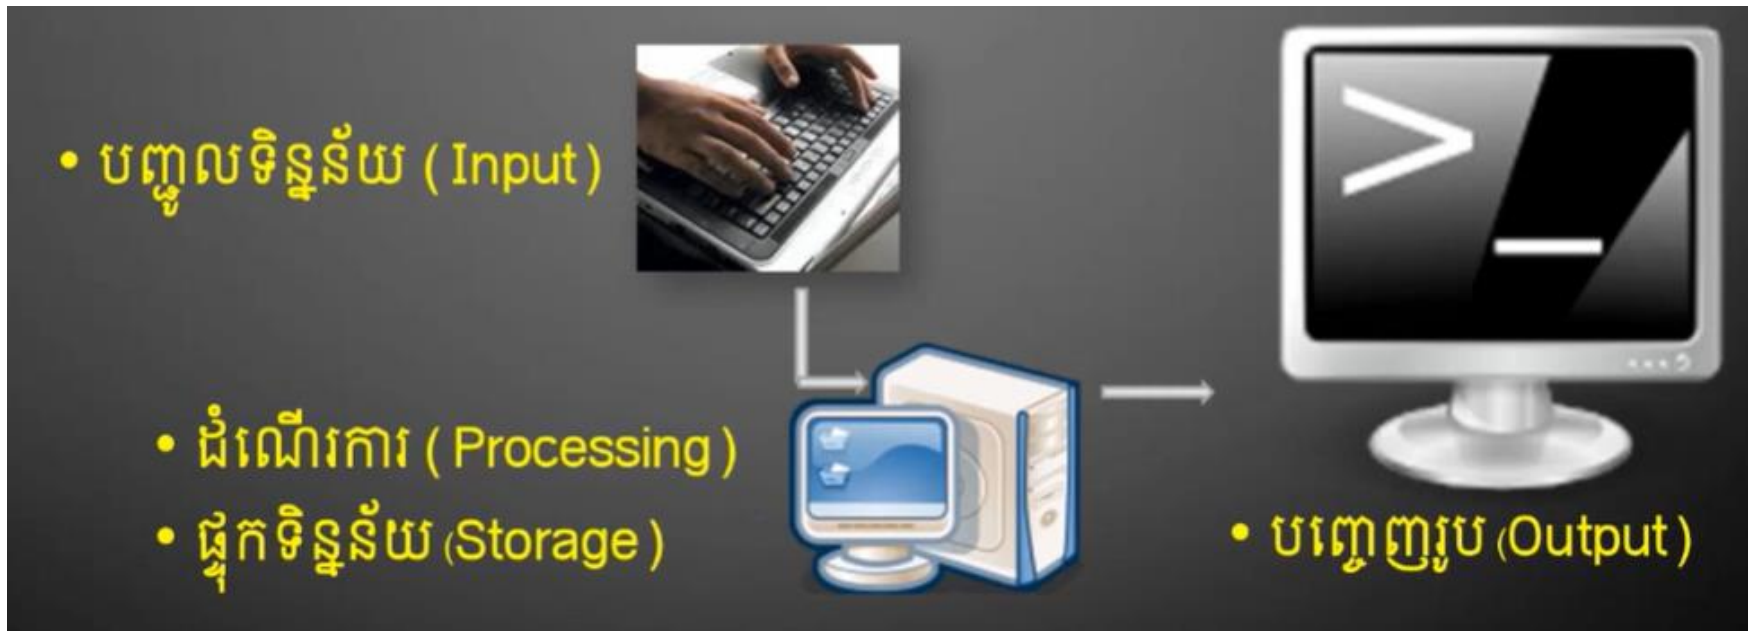 • បញ្ជូលទិន្នន័យ ( Input )
• ដំណើរការ ( Processing )
• ផ្ទុកទិន្នន័យ (Storage )
• បញ្ចេញរូប (Output )
>_